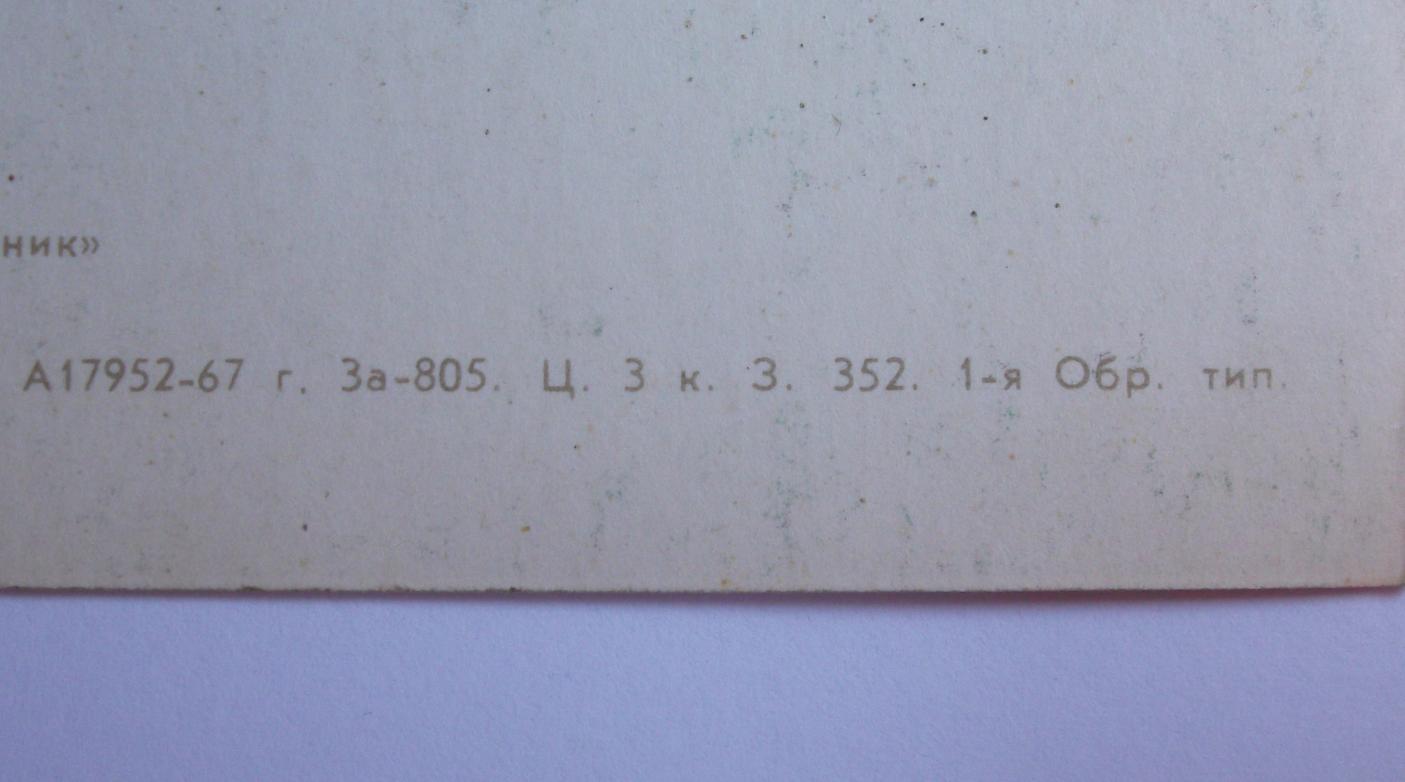 ник»
А17952-67 г. 3а-805. Ц. 3 к. З. 352. 1-я Обр. тип.